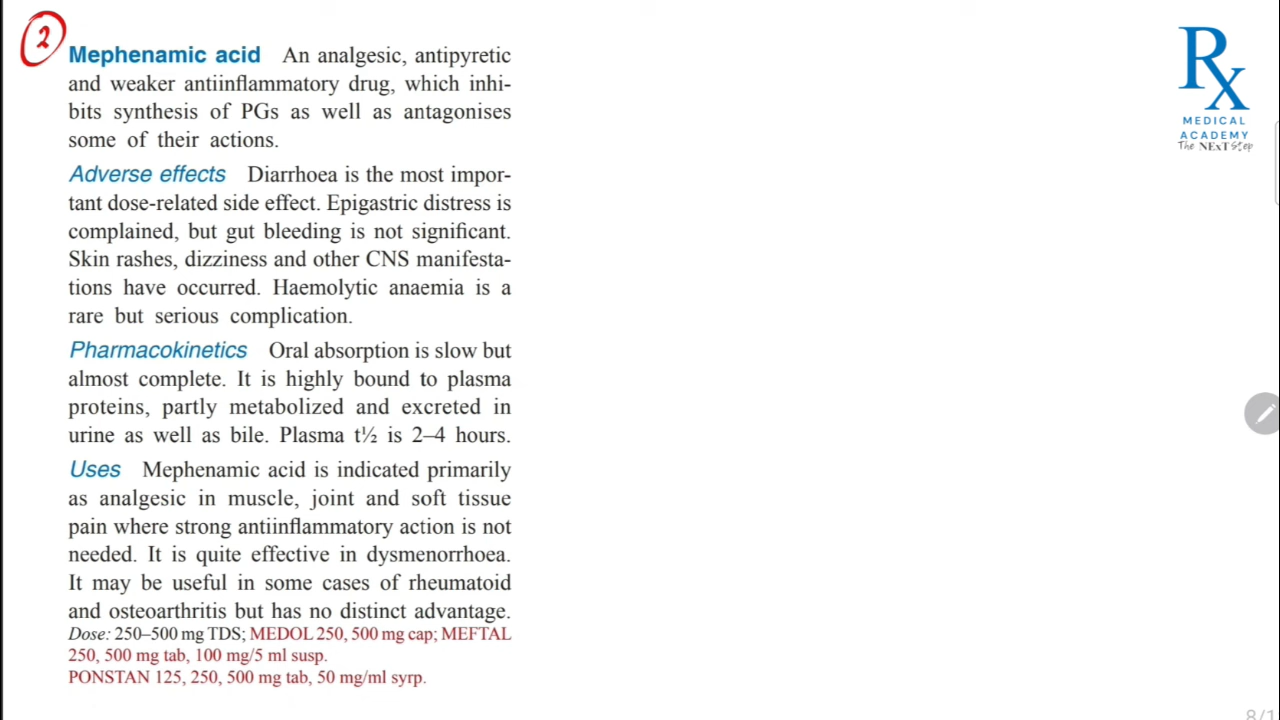 2
Mephenamic acid An analgesic, antipyretic
and weaker antiinflammatory drug, which inhi-
bits synthesis of PGs as well as antagonises
some of their actions.
Adverse effects Diarrhoea is the most impor-
tant dose-related side effect. Epigastric distress is
complained, but gut bleeding is not significant.
Skin rashes, dizziness and other CNS manifesta-
tions have occurred. Haemolytic anaemia is a
rare but serious complication.
Pharmacokinetics Oral absorption is slow but
almost complete. It is highly bound to plasma
proteins, partly metabolized and excreted in
urine as well as bile. Plasma t½ is 2–4 hours.
Uses Mephenamic acid is indicated primarily
as analgesic in muscle, joint and soft tissue
pain where strong antiinflammatory action is not
needed. It is quite effective in dysmenorrhoea.
It may be useful in some cases of rheumatoid
and osteoarthritis but has no distinct advantage.
Dose: 250–500 mg TDS; MEDOL 250, 500 mg cap; MEFTAL
250, 500 mg tab, 100 mg/5 ml susp.
PONSTAN 125, 250, 500 mg tab, 50 mg/ml syrp.
Rx
MEDICAL
ACADEMY
The NExT Step
8/1